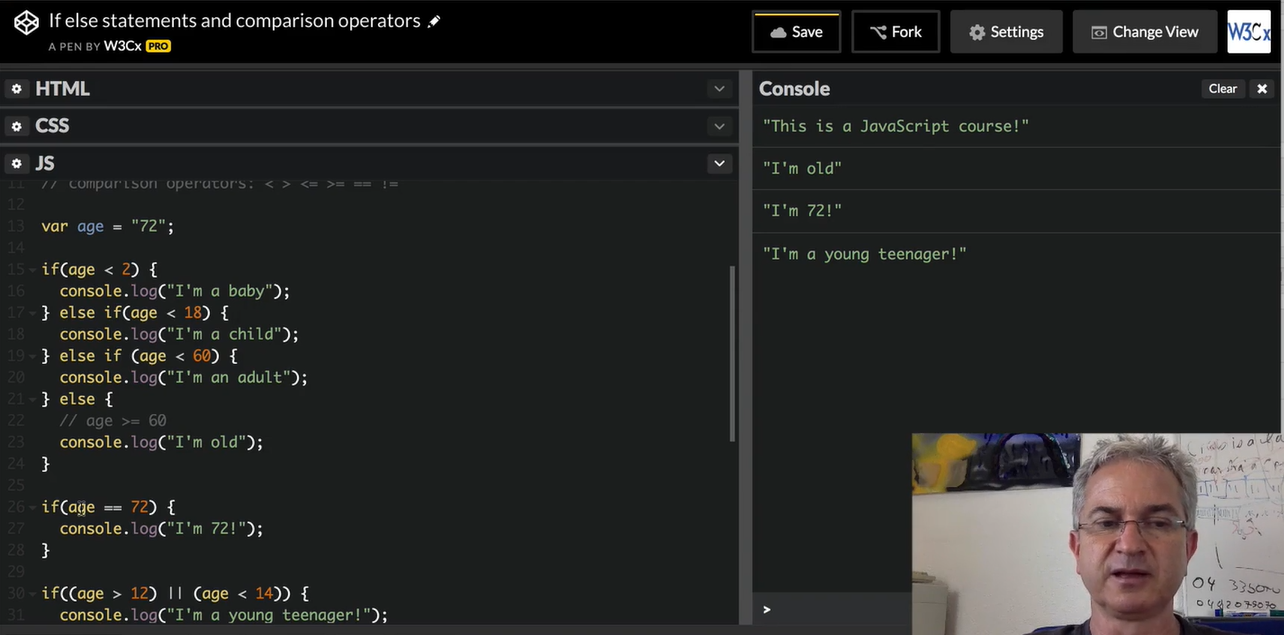 If else statements and comparison operators
A PEN BY W3Cx PRO
Save
Fork
Settings
Change View
W3Cx
HTML
CSS
JS
11 // comparison operators: < > <= >= == !=
12
13 var age = "72";
14
15 if(age < 2) {
16 console.log("I'm a baby");
17 } else if(age < 18) {
18 console.log("I'm a child");
19 } else if (age < 60) {
20 console.log("I'm an adult");
21 } else {
22 // age >= 60
23 console.log("I'm old");
24 }
25
26 if(age == 72) {
27 console.log("I'm 72!");
28 }
29
30 if((age > 12) || (age < 14)) {
31 console.log("I'm a young teenager!");
Console
Clear
"This is a JavaScript course!"
"I'm old"
"I'm 72!"
"I'm a young teenager!"
>
04